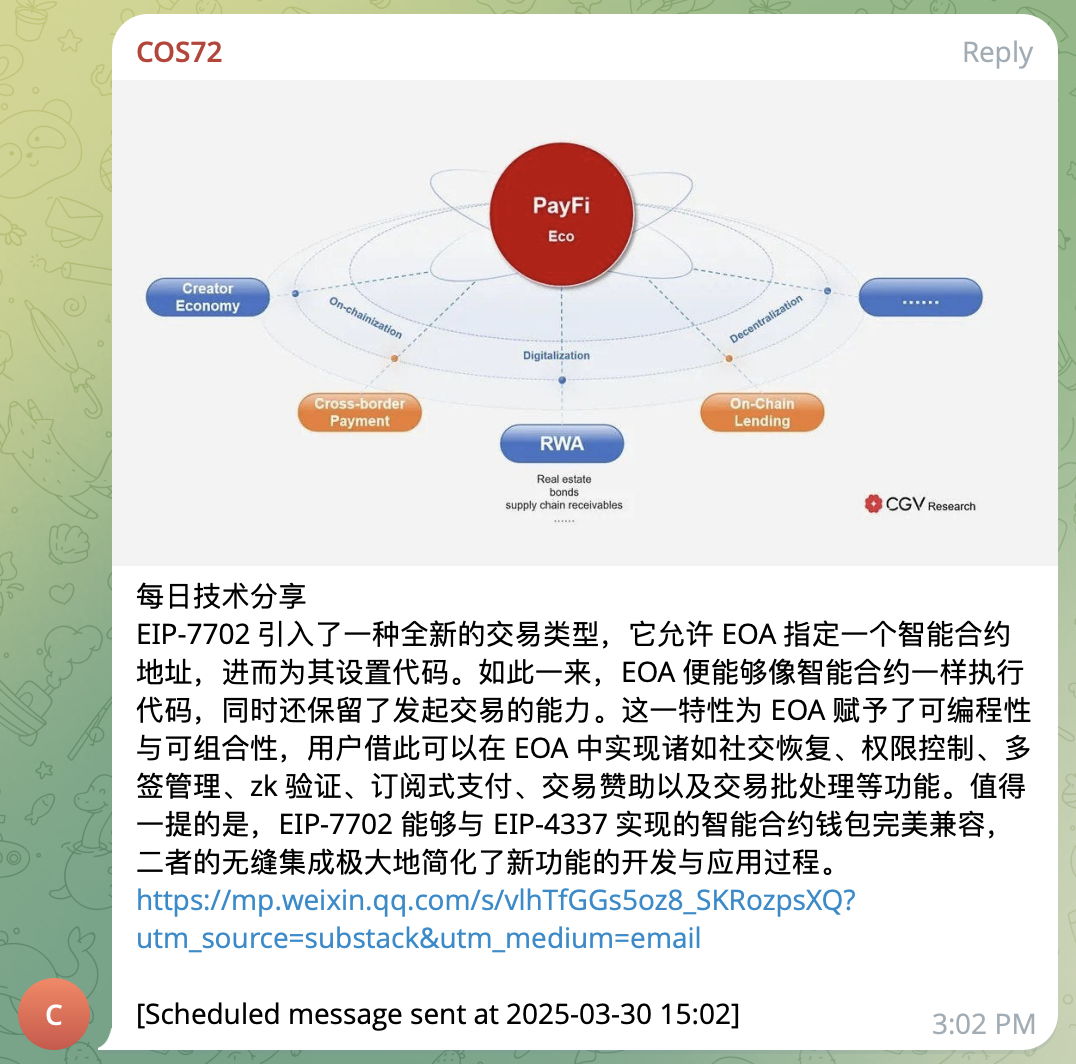 COS72
Reply
PayFi
Eco
Creator
Economy
......
On-chainization
Decentralization
Digitalization
Cross-border
Payment
On-Chain
Lending
RWA
Real estate
bonds
supply chain receivables
......
CGV Research
每日技术分享
EIP-7702 引入了一种全新的交易类型，它允许 EOA 指定一个智能合约
地址，进而为其设置代码。如此一来，EOA 便能够像智能合约一样执行
代码，同时还保留了发起交易的能力。这一特性为 EOA 赋予了可编程性
与可组合性，用户借此可以在 EOA 中实现诸如社交恢复、权限控制、多
签管理、zk 验证、订阅式支付、交易赞助以及交易批处理等功能。值得
一提的是，EIP-7702 能够与 EIP-4337 实现的智能合约钱包完美兼容，
二者的无缝集成极大地简化了新功能的开发与应用过程。
https://mp.weixin.qq.com/s/vlhTfGGs5oz8_SKRozpsXQ?
utm_source=substack&utm_medium=email
[Scheduled message sent at 2025-03-30 15:02]
C
3:02 PM